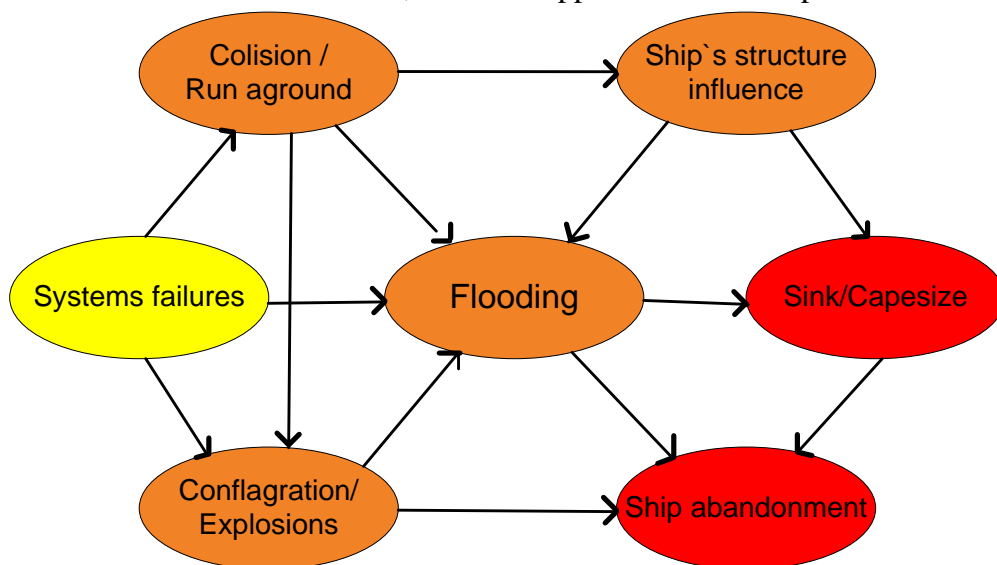 Colision /
Run aground
Ship`s structure
influence
Systems failures
Flooding
Sink/Capesize
Conflagration/
Explosions
Ship abandonment